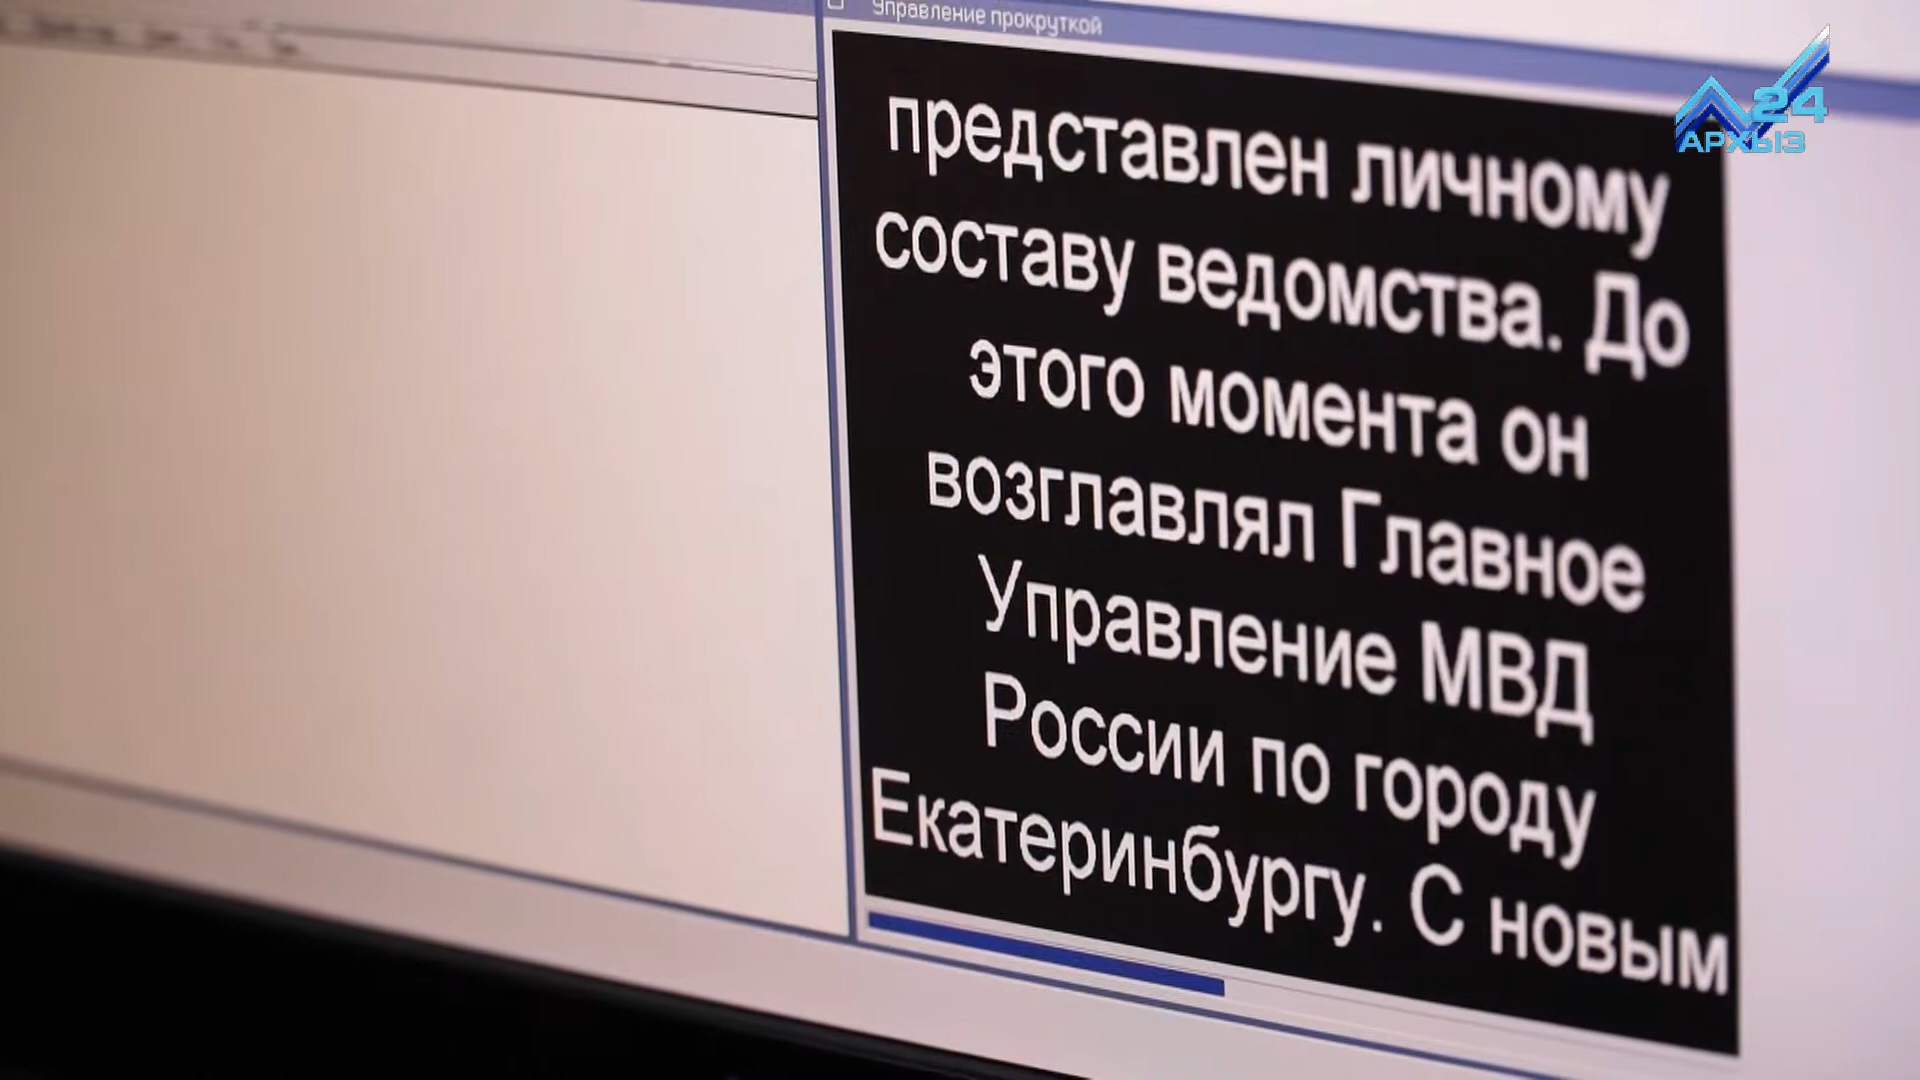 Управление прокруткой
24
АРХЫЗ
представлен личному
составу ведомства. До
этого момента он
возглавлял Главное
Управление МВД
России по городу
Екатеринбургу. С новым